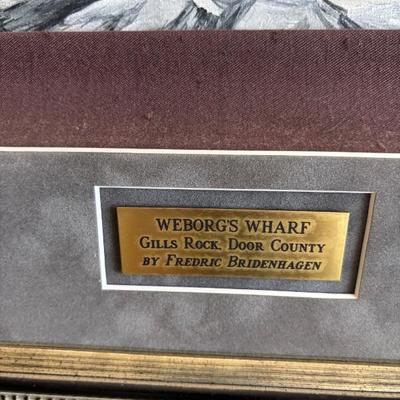 WEBORG'S WHARF
GILLS ROCK, DOOR COUNTY
BY FREDRIC BRIDENHAGEN